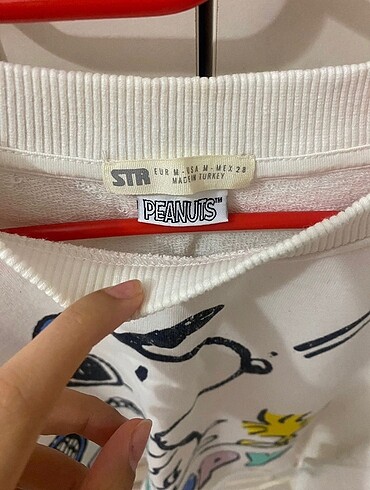 STR EUR M - USA M - MEX 28
MADE IN TURKEY
PEANUTS™